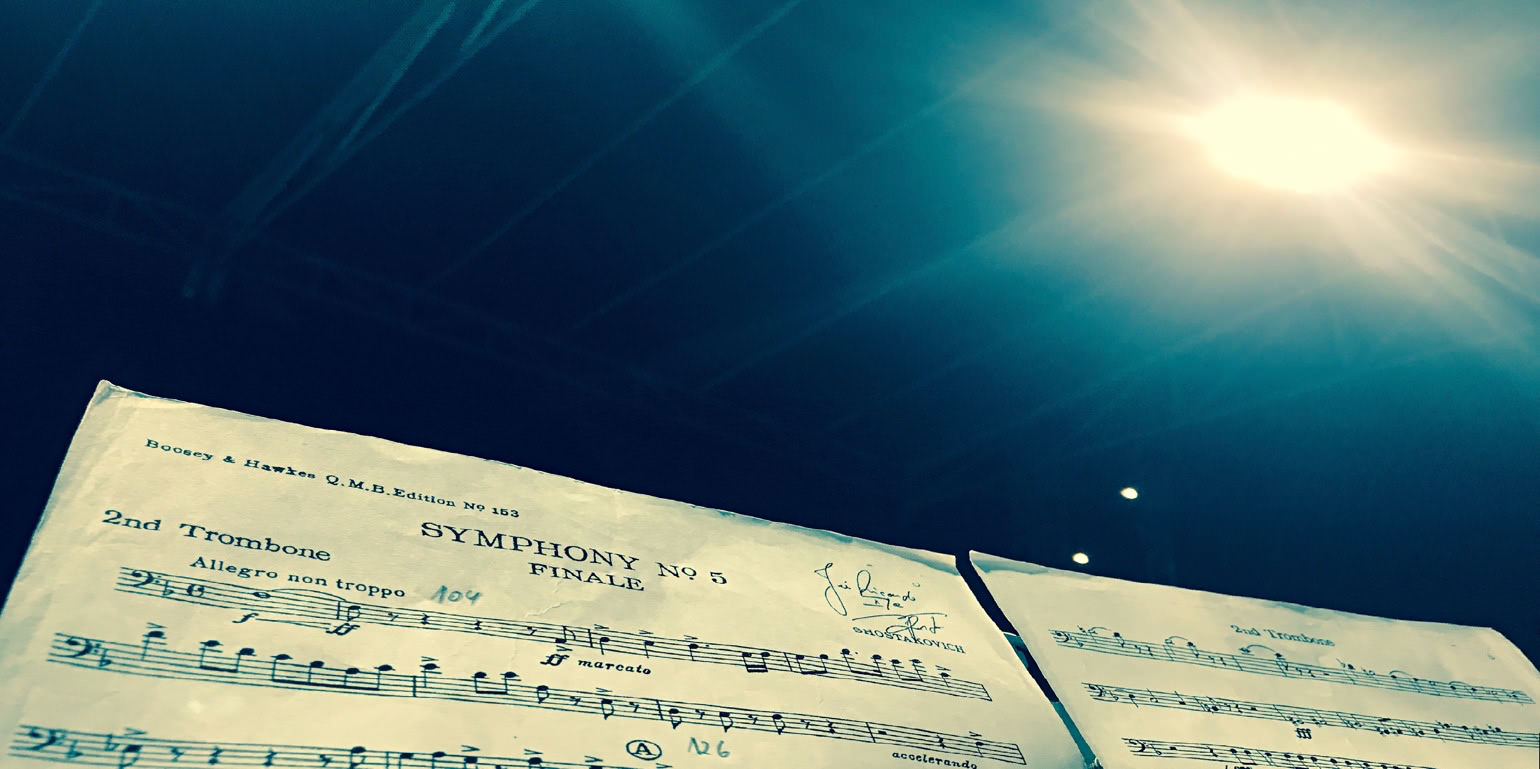 Boosey & Hawkes Q.M.B.Edition Nº 153
2nd Trombone
SYMPHONY Nº 5
FINALE
Allegro non troppo 104
SHOSTAKOVICH
f ff
ff marcato
accelerando
A 126
2nd Trombone
fff